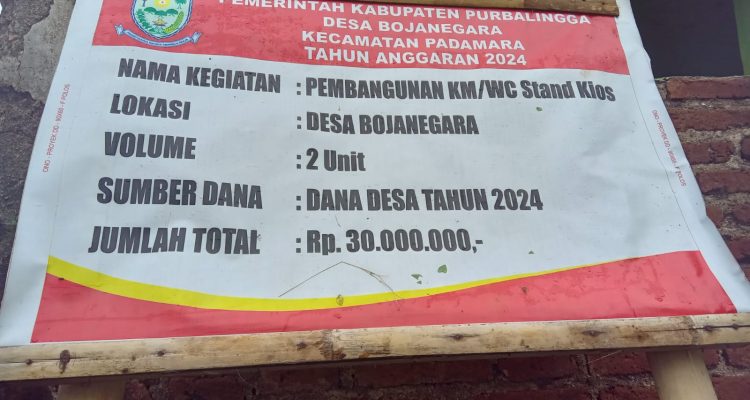 PEMERINTAH KABUPATEN PURBALINGGA
DESA BOJANEGARA
KECAMATAN PADAMARA
TAHUN ANGGARAN 2024
NAMA KEGIATAN : PEMBANGUNAN KM/WC Stand Kios
LOKASI : DESA BOJANEGARA
VOLUME : 2 Unit
SUMBER DANA : DANA DESA TAHUN 2024
JUMLAH TOTAL : Rp. 30.000.000,-